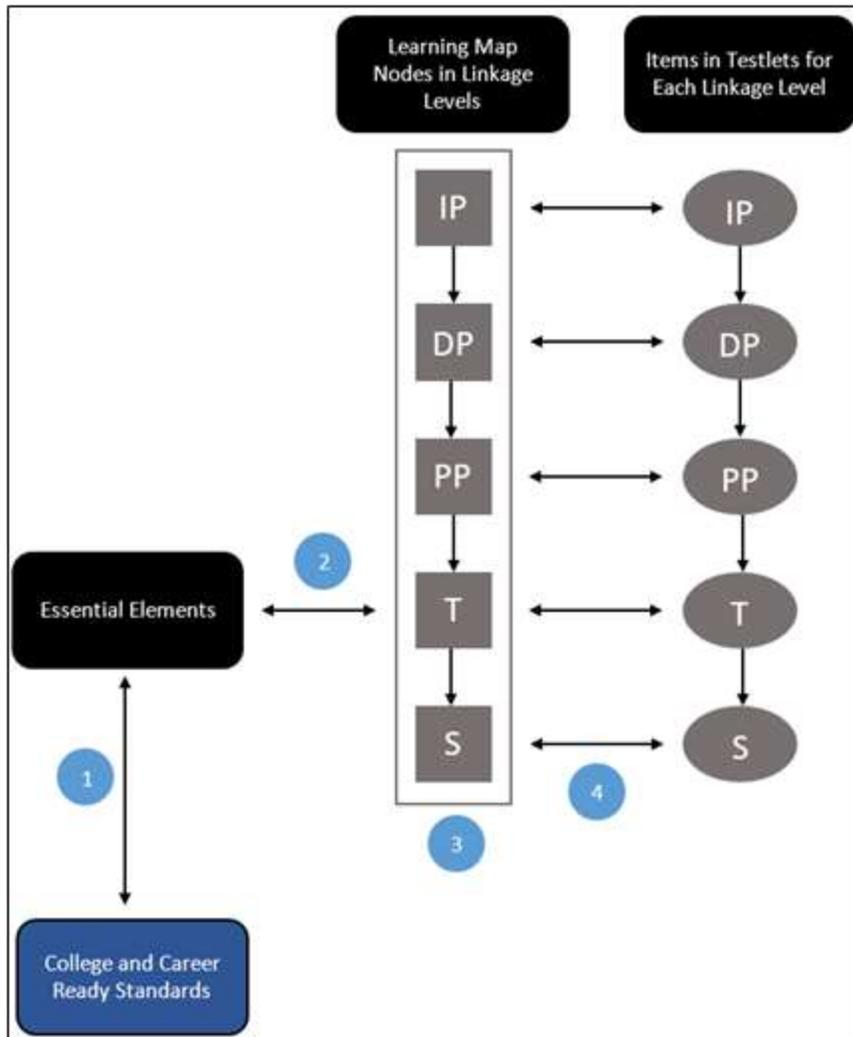 Learning Map
Nodes in Linkage
Levels
Items in Testlets for
Each Linkage Level
IP
IP
DP
DP
PP
PP
2
Essential Elements
T
T
S
S
1
4
3
College and Career
Ready Standards